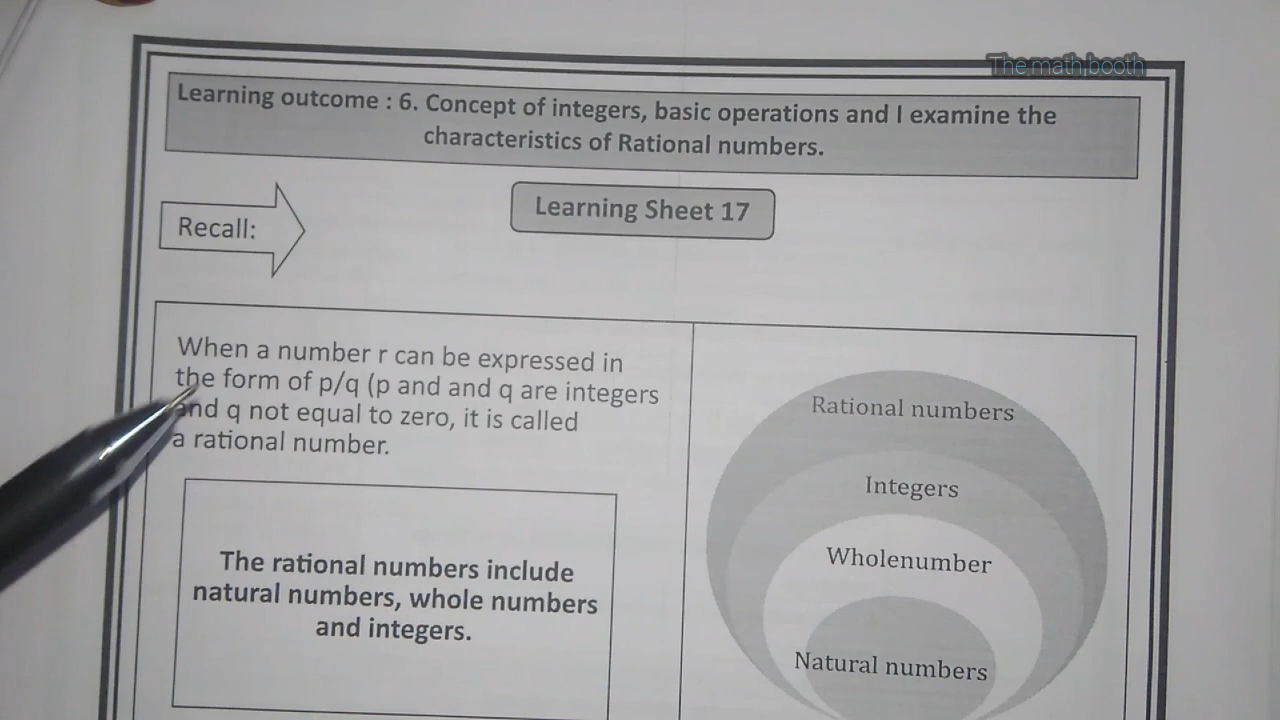 The math booth
Learning outcome : 6. Concept of integers, basic operations and I examine the
characteristics of Rational numbers.
Learning Sheet 17
Recall:
When a number r can be expressed in
the form of p/q (p and and q are integers
and q not equal to zero, it is called
a rational number.
The rational numbers include
natural numbers, whole numbers
and integers.
Rational numbers
Integers
Wholenumber
Natural numbers